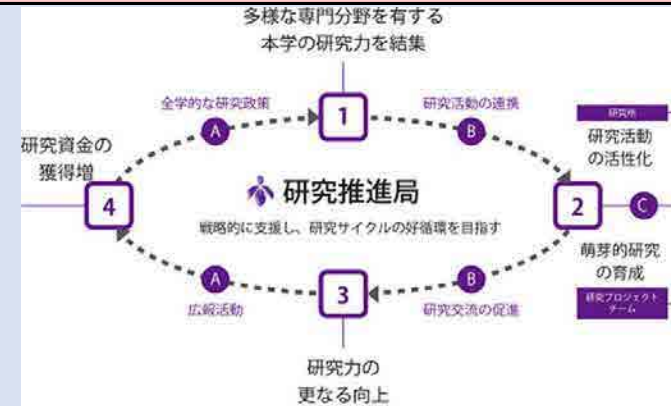 多様な専門分野を有する
本学の研究力を結集
全学的な研究政策
1
研究活動の連携
A
B
研究所
研究活動
の活性化
研究資金の
獲得増
4
研究推進局
戦略的に支援し、研究サイクルの好循環を目指す
2
C
萌芽的研究
の育成
A
B
広報活動
3
研究交流の促進
研究プロジェクト
チーム
研究力の
更なる向上